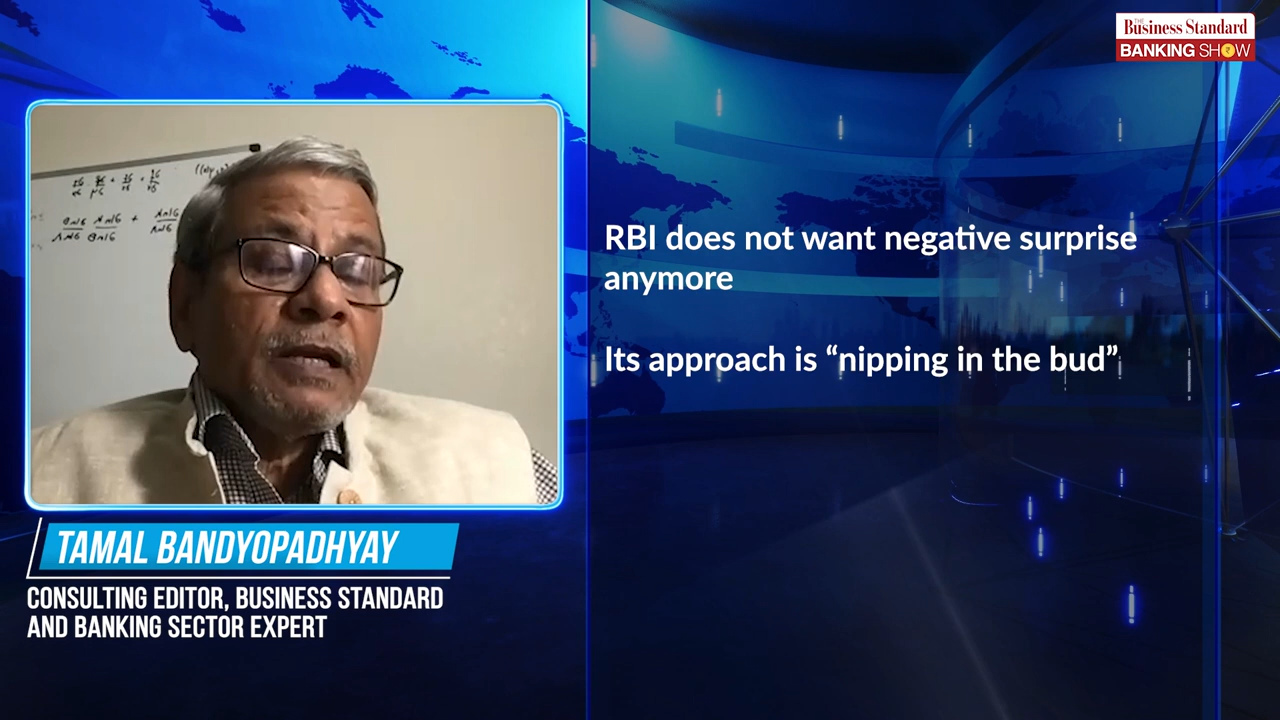 THE
Business Standard
BANKING SHOW
RBI does not want negative surprise
anymore
Its approach is “nipping in the bud”
TAMAL BANDYOPADHYAY
CONSULTING EDITOR, BUSINESS STANDARD
AND BANKING SECTOR EXPERT